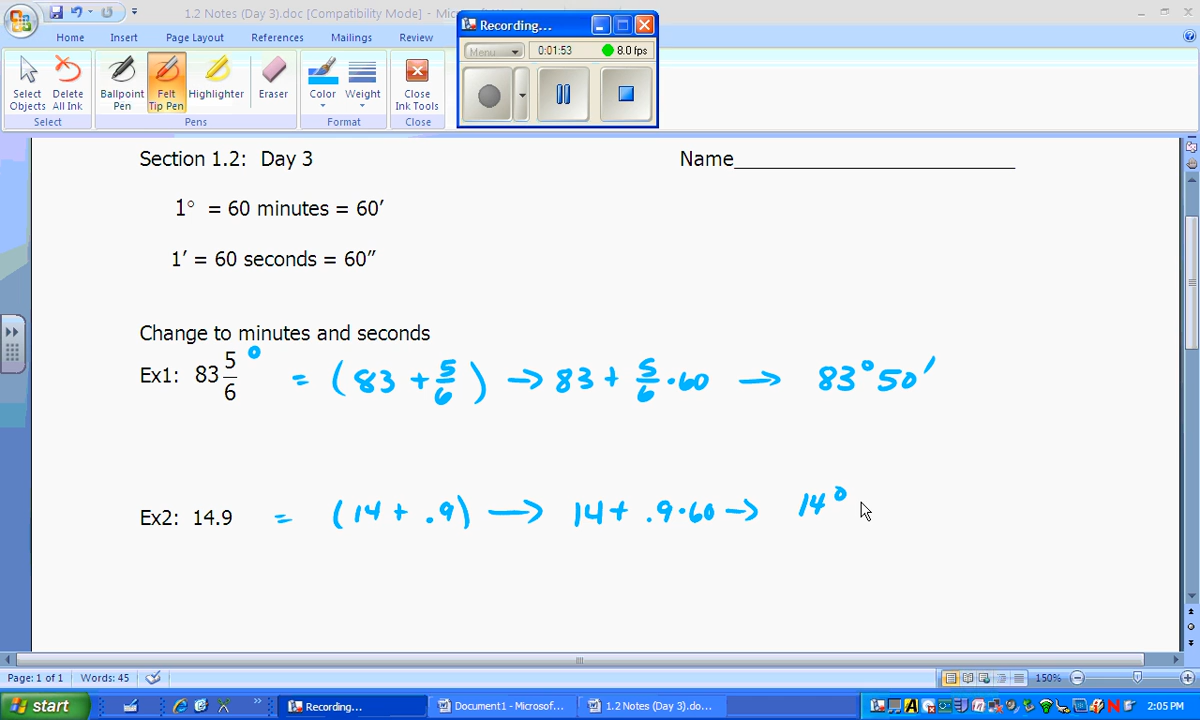 1.2 Notes (Day 3).doc [Compatibility Mode] - Mic
Recording...
Home Insert Page Layout References Mailings Review
Menu 0:01:53 8.0 fps
Select Objects Delete All Ink Ballpoint Pen Felt Tip Pen Highlighter Eraser Color Weight Close Ink Tools
Select Pens Format Close
Section 1.2: Day 3 Name____________________
1° = 60 minutes = 60′
1′ = 60 seconds = 60″
Change to minutes and seconds
Ex1: 83 5/6 ° = (83 + 5/6) → 83 + 5/6 · 60 → 83° 50′
Ex2: 14.9 = (14 + .9) → 14 + .9 · 60 → 14°
Page: 1 of 1 Words: 45 150%
start Recording... Document1 - Microsof... 1.2 Notes (Day 3).do... 2:05 PM